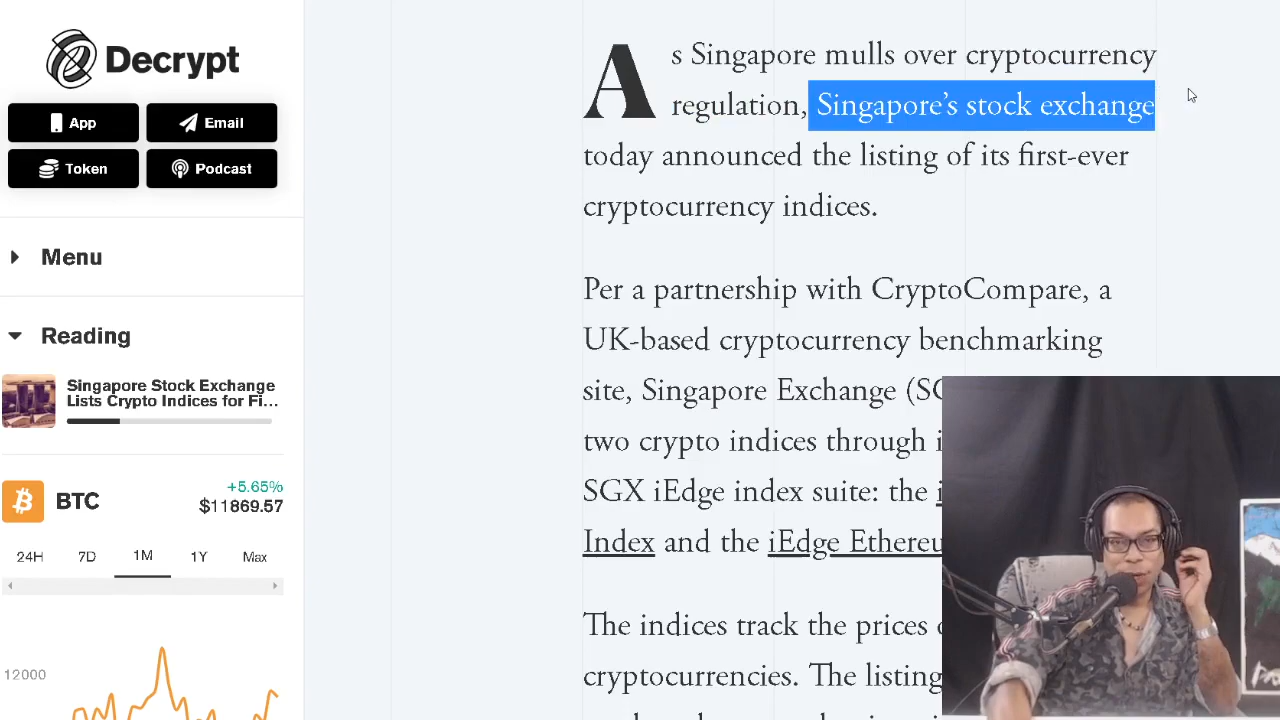 Decrypt
App
Email
Token
Podcast
Menu
Reading
Singapore Stock Exchange
Lists Crypto Indices for Fi...
BTC
+5.65%
$11869.57
24H
7D
1M
1Y
Max
12000
As Singapore mulls over cryptocurrency
regulation, Singapore’s stock exchange
today announced the listing of its first-ever
cryptocurrency indices.
Per a partnership with CryptoCompare, a
UK-based cryptocurrency benchmarking
site, Singapore Exchange
two crypto indices through
SGX iEdge index suite: the
Index and the iEdge
The indices track the prices
cryptocurrencies. The listing